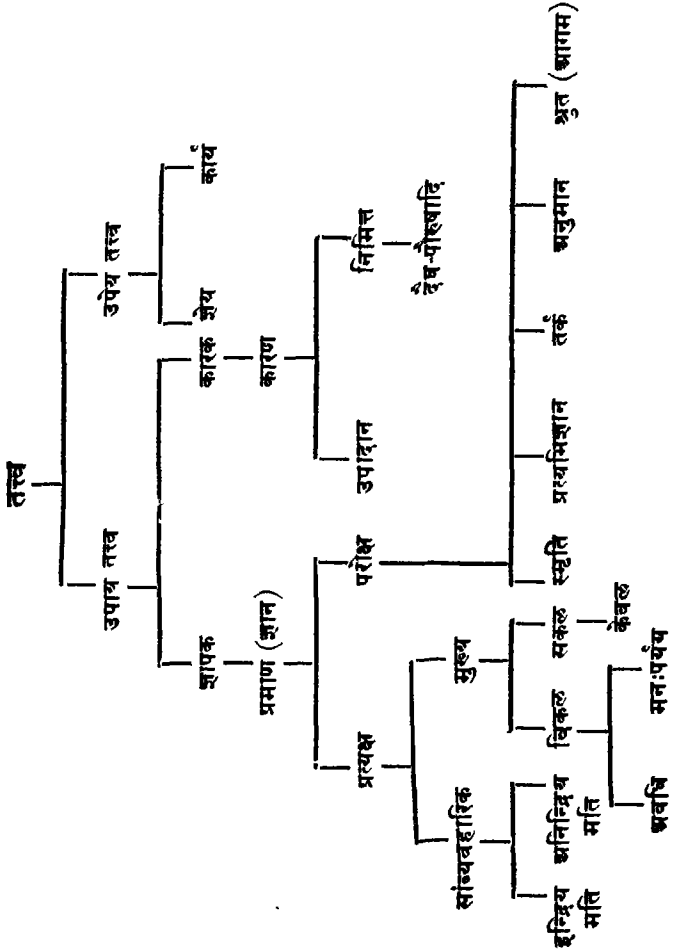 तत्त्व
उपाय तत्त्व उपेय तत्त्व
ज्ञापक कारक ज्ञेय कार्य
प्रमाण (ज्ञान) कारण
प्रत्यक्ष परोक्ष उपादान निमित्त
दैव-पौरुषादि
सांव्यवहारिक मुख्य
इन्द्रिय मति अनिन्द्रिय मति विकल सकल स्मृति प्रत्यभिज्ञान तर्क अनुमान श्रुत (आगम)
अवधि मनःपर्यय केवल